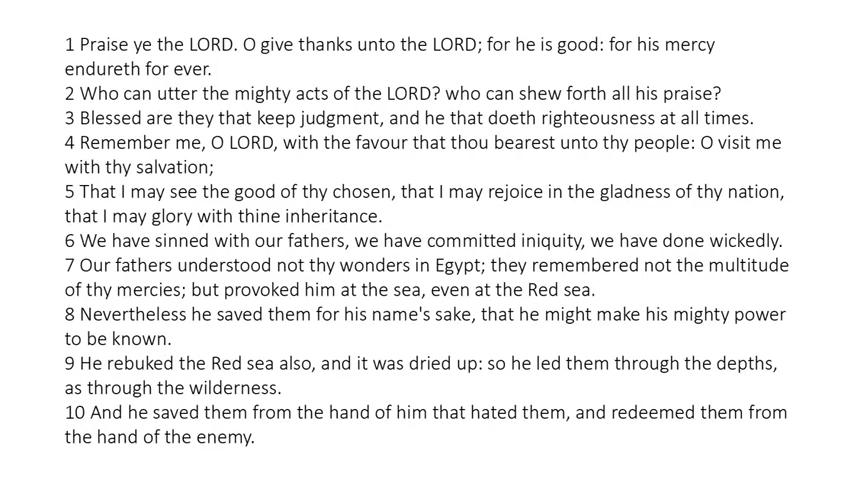 1 Praise ye the LORD. O give thanks unto the LORD; for he is good: for his mercy
endureth for ever.
2 Who can utter the mighty acts of the LORD? who can shew forth all his praise?
3 Blessed are they that keep judgment, and he that doeth righteousness at all times.
4 Remember me, O LORD, with the favour that thou bearest unto thy people: O visit me
with thy salvation;
5 That I may see the good of thy chosen, that I may rejoice in the gladness of thy nation,
that I may glory with thine inheritance.
6 We have sinned with our fathers, we have committed iniquity, we have done wickedly.
7 Our fathers understood not thy wonders in Egypt; they remembered not the multitude
of thy mercies; but provoked him at the sea, even at the Red sea.
8 Nevertheless he saved them for his name's sake, that he might make his mighty power
to be known.
9 He rebuked the Red sea also, and it was dried up: so he led them through the depths,
as through the wilderness.
10 And he saved them from the hand of him that hated them, and redeemed them from
the hand of the enemy.